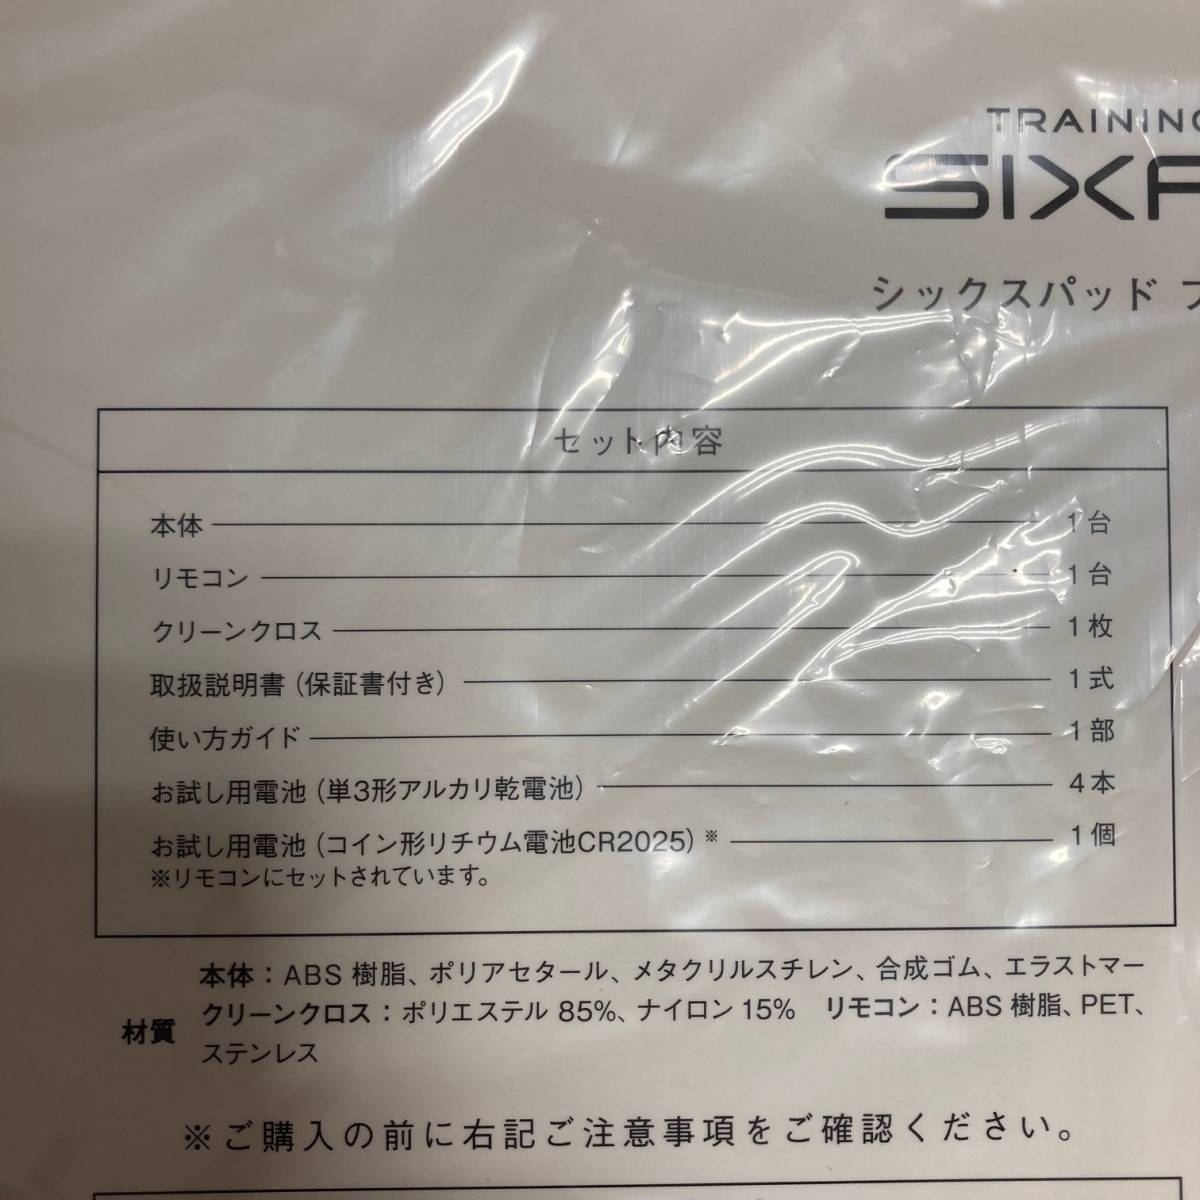 TRAINING
SIX
シックスパッド フ
セット内容
本体 1台
リモコン 1台
クリーンクロス 1枚
取扱説明書（保証書付き） 1式
使い方ガイド 1部
お試し用電池（単3形アルカリ乾電池） 4本
お試し用電池（コイン形リチウム電池CR2025）※ 1個
※リモコンにセットされています。
本体：ABS 樹脂、ポリアセタール、メタクリルスチレン、合成ゴム、エラストマー
材質 クリーンクロス：ポリエステル 85%、ナイロン 15% リモコン：ABS 樹脂、PET、
ステンレス
※ご購入の前に右記ご注意事項をご確認ください。